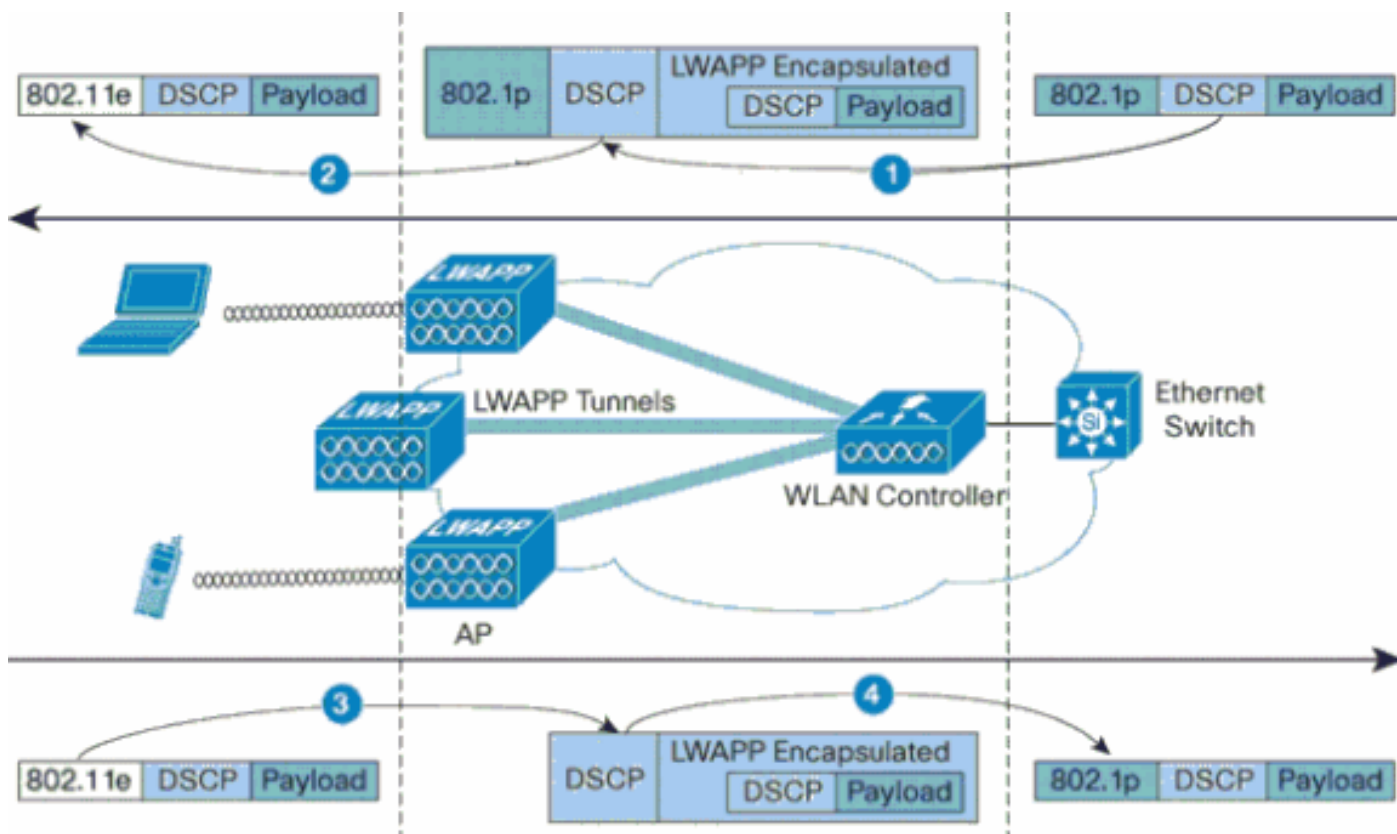 802.11e DSCP Payload
802.1p DSCP LWAPP Encapsulated
DSCP Payload
802.1p DSCP Payload
2
1
LWAPP
LWAPP
LWAPP Tunnels
LWAPP
AP
WLAN Controller
SI
Ethernet
Switch
3
4
802.11e DSCP Payload
DSCP LWAPP Encapsulated
DSCP Payload
802.1p DSCP Payload